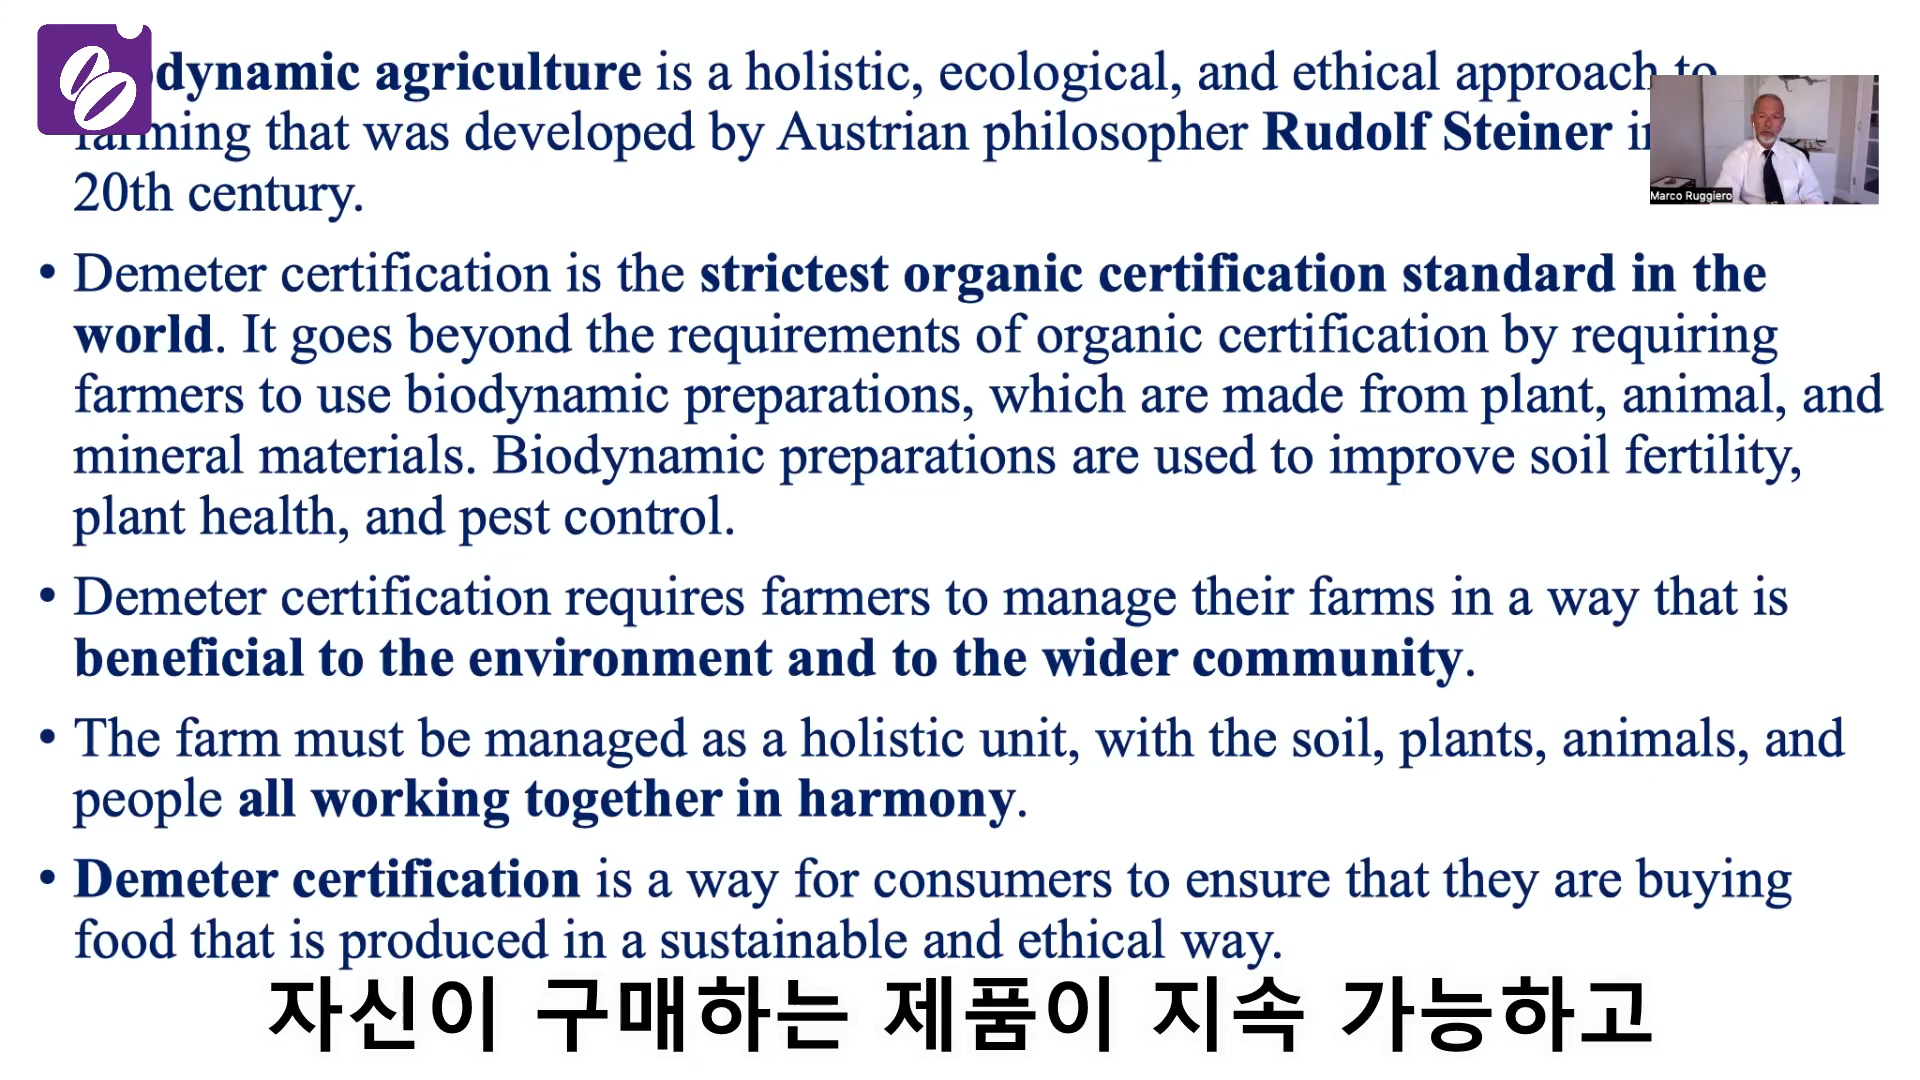 dynamic agriculture is a holistic, ecological, and ethical approach to
farming that was developed by Austrian philosopher Rudolf Steiner
20th century.
Marco Ruggiero
• Demeter certification is the strictest organic certification standard in the
world. It goes beyond the requirements of organic certification by requiring
farmers to use biodynamic preparations, which are made from plant, animal, and
mineral materials. Biodynamic preparations are used to improve soil fertility,
plant health, and pest control.
• Demeter certification requires farmers to manage their farms in a way that is
beneficial to the environment and to the wider community.
• The farm must be managed as a holistic unit, with the soil, plants, animals, and
people all working together in harmony.
• Demeter certification is a way for consumers to ensure that they are buying
food that is produced in a sustainable and ethical way.
자신이 구매하는 제품이 지속 가능하고